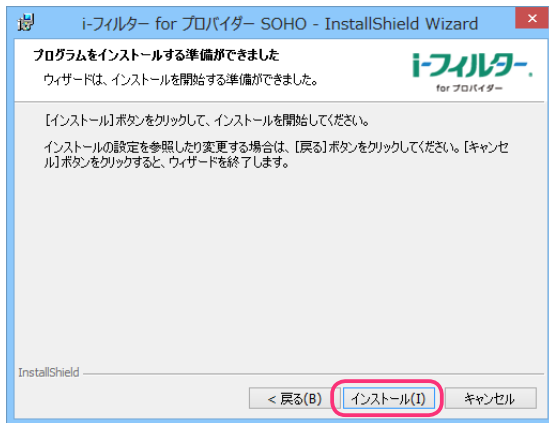 i-フィルター for プロバイダー SOHO - InstallShield Wizard
プログラムをインストールする準備ができました
ウィザードは、インストールを開始する準備ができました。
i-フィルター.
for プロバイダー
[インストール]ボタンをクリックして、インストールを開始してください。
インストールの設定を参照したり変更する場合は、[戻る]ボタンをクリックしてください。[キャンセ
ル]ボタンをクリックすると、ウィザードを終了します。
InstallShield
< 戻る(B)
インストール(I)
キャンセル